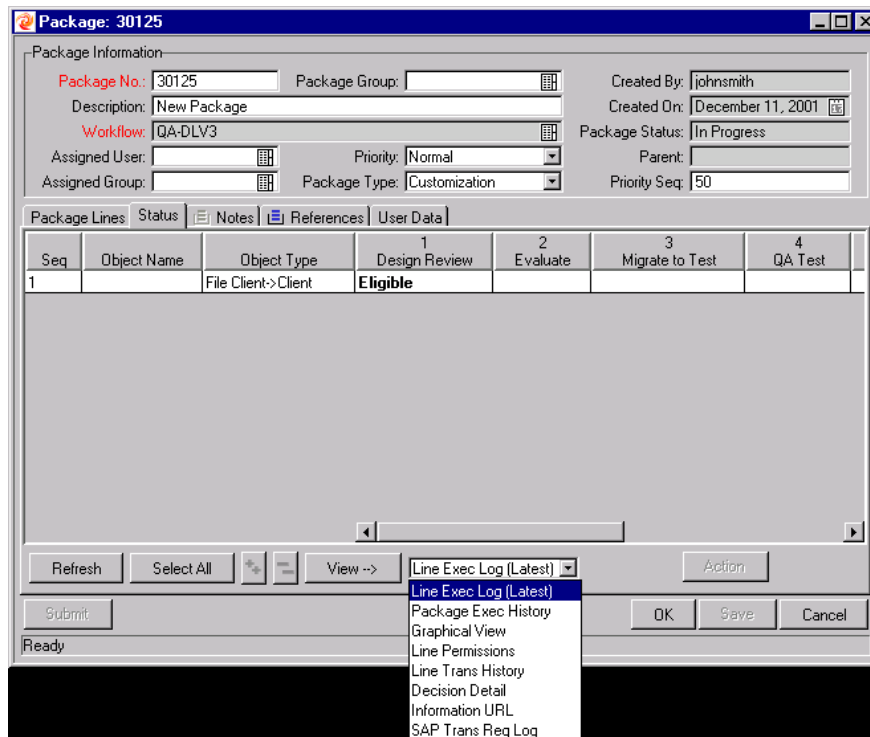 Package: 30125
Package Information
Package No.: 30125 Package Group: Created By: johnsmith
Description: New Package Created On: December 11, 2001
Workflow: QA-DLV3 Package Status: In Progress
Assigned User: Priority: Normal Parent:
Assigned Group: Package Type: Customization Priority Seq: 50
Package Lines Status Notes References User Data
1 2 3 4
Seq Object Name Object Type Design Review Evaluate Migrate to Test QA Test
1 File Client->Client Eligible
Refresh Select All View --> Line Exec Log (Latest) Action
Line Exec Log (Latest)
Submit Package Exec History OK Save Cancel
Graphical View
Ready Line Permissions
Line Trans History
Decision Detail
Information URL
SAP Trans Req Log